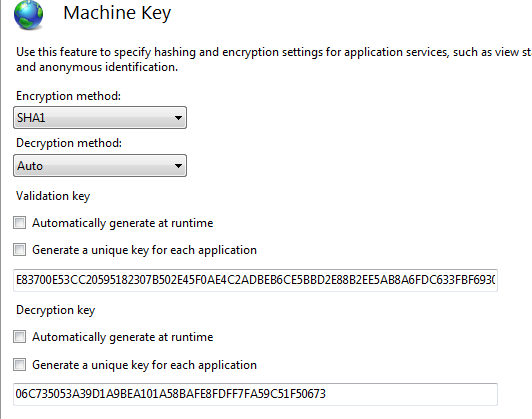 Machine Key
Use this feature to specify hashing and encryption settings for application services, such as view st
and anonymous identification.
Encryption method:
SHA1
Decryption method:
Auto
Validation key
Automatically generate at runtime
Generate a unique key for each application
E83700E53CC20595182307B502E45F0AE4C2ADBEB6CE5BBD2E88B2EE5AB8A6FDC633FBF6930
Decryption key
Automatically generate at runtime
Generate a unique key for each application
06C735053A39D1A9BEA101A58BAFE8FDFF7FA59C51F50673